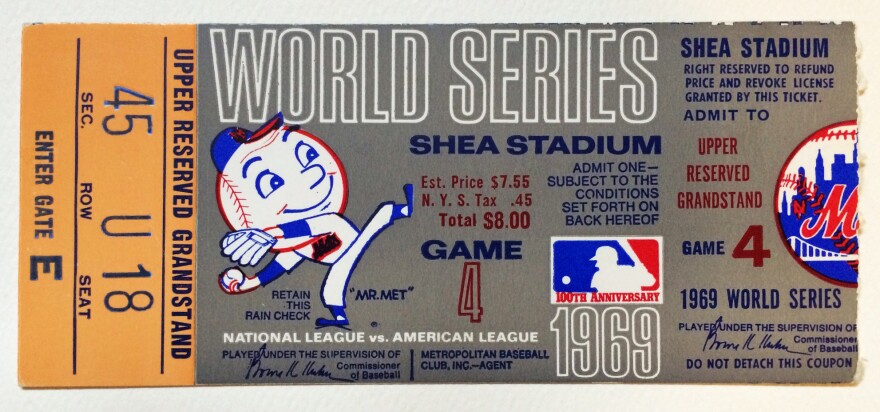 UPPER RESERVED GRANDSTAND
45 U 18
SEC. ROW SEAT
ENTER GATE E
WORLD SERIES
SHEA STADIUM
Est. Price $7.55
N. Y. S. Tax .45
Total $8.00
ADMIT ONE—
SUBJECT TO THE
CONDITIONS
SET FORTH ON
BACK HEREOF
GAME
4
RETAIN
THIS
RAIN CHECK
"MR. MET"
®
Mets
100TH ANNIVERSARY
1969
NATIONAL LEAGUE vs. AMERICAN LEAGUE
PLAYED UNDER THE SUPERVISION OF
Commissioner
of Baseball
METROPOLITAN BASEBALL
CLUB, INC.—AGENT
SHEA STADIUM
RIGHT RESERVED TO REFUND
PRICE AND REVOKE LICENSE
GRANTED BY THIS TICKET.
ADMIT TO
UPPER
RESERVED
GRANDSTAND
GAME 4
1969 WORLD SERIES
PLAYED UNDER THE SUPERVISION OF
Commissioner
of Baseball
DO NOT DETACH THIS COUPON